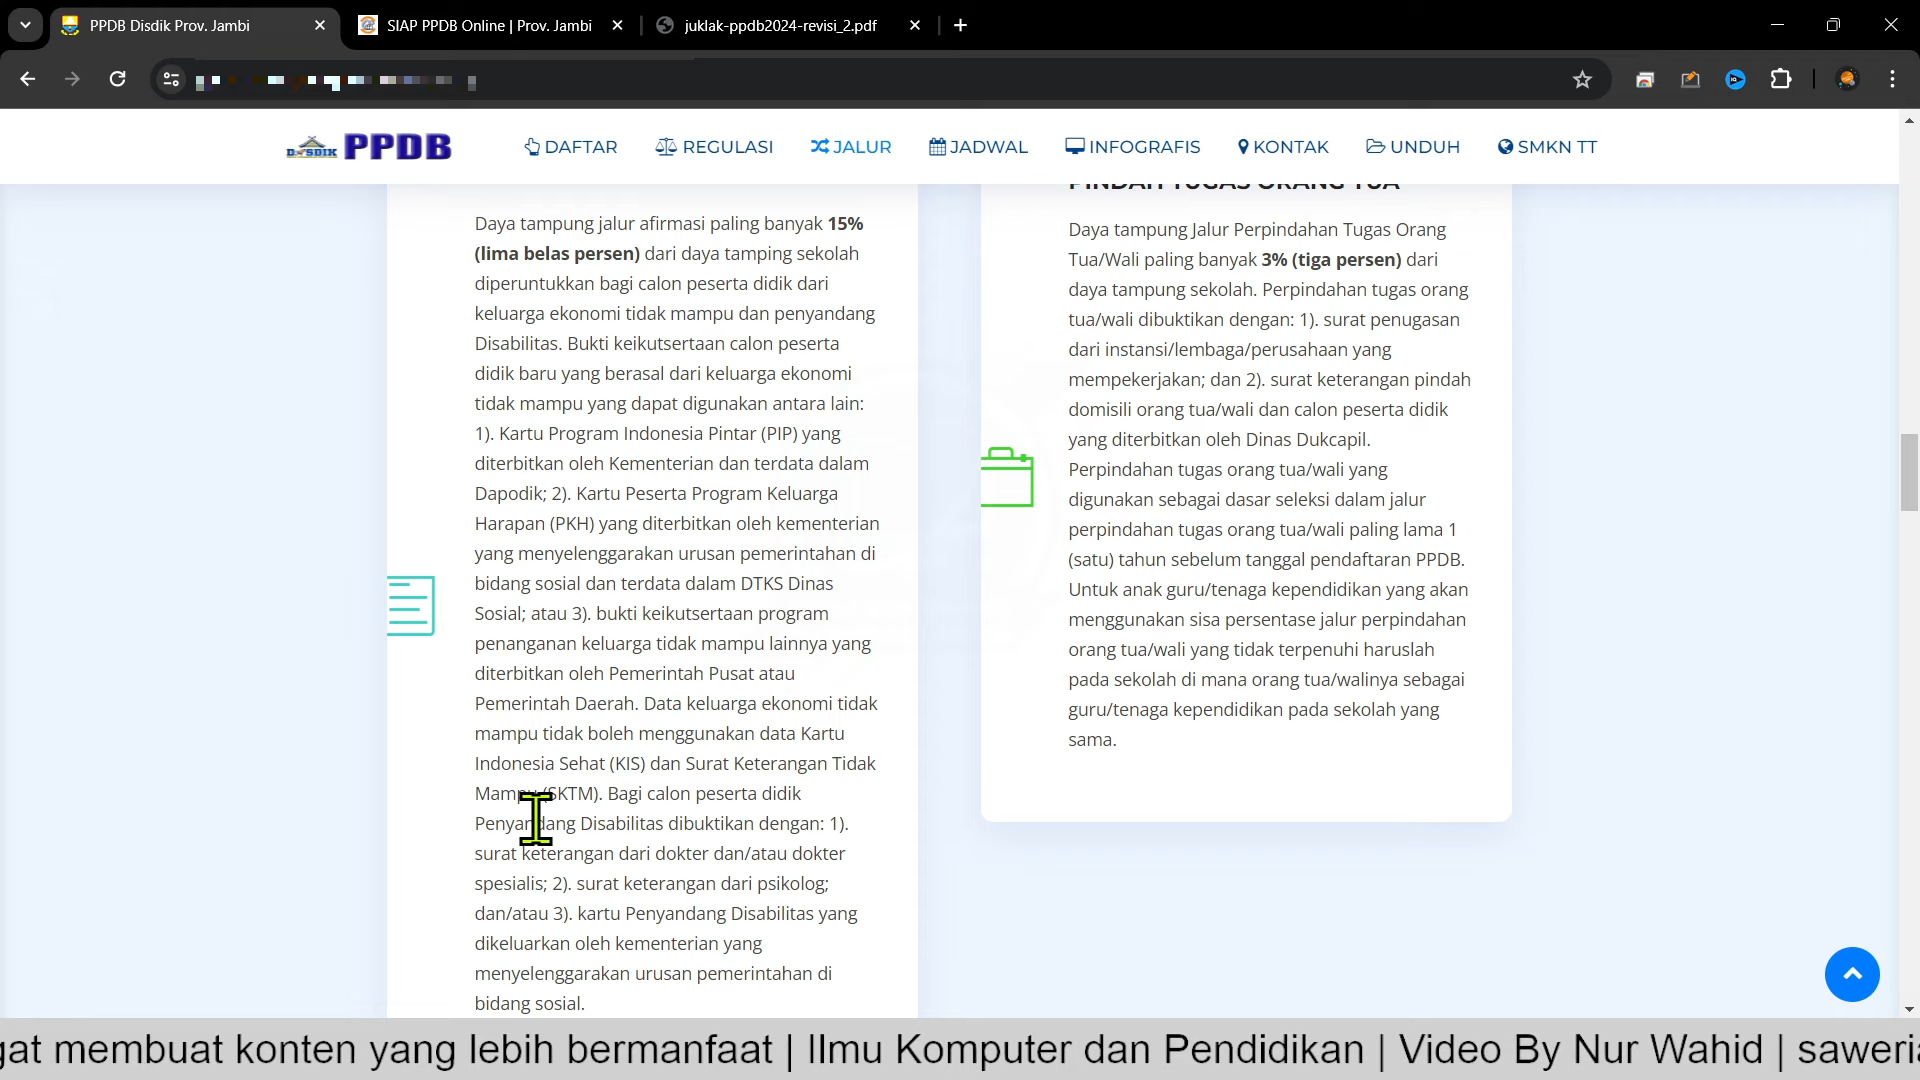 PPDB Disdik Prov. Jambi
SIAP PPDB Online | Prov. Jambi
juklak-ppdb2024-revisi_2.pdf
DISDIK PPDB
DAFTAR
REGULASI
JALUR
JADWAL
INFOGRAFIS
KONTAK
UNDUH
SMKN TT
Daya tampung jalur afirmasi paling banyak 15%
(lima belas persen) dari daya tamping sekolah
diperuntukkan bagi calon peserta didik dari
keluarga ekonomi tidak mampu dan penyandang
Disabilitas. Bukti keikutsertaan calon peserta
didik baru yang berasal dari keluarga ekonomi
tidak mampu yang dapat digunakan antara lain:
1). Kartu Program Indonesia Pintar (PIP) yang
diterbitkan oleh Kementerian dan terdata dalam
Dapodik; 2). Kartu Peserta Program Keluarga
Harapan (PKH) yang diterbitkan oleh kementerian
yang menyelenggarakan urusan pemerintahan di
bidang sosial dan terdata dalam DTKS Dinas
Sosial; atau 3). bukti keikutsertaan program
penanganan keluarga tidak mampu lainnya yang
diterbitkan oleh Pemerintah Pusat atau
Pemerintah Daerah. Data keluarga ekonomi tidak
mampu tidak boleh menggunakan data Kartu
Indonesia Sehat (KIS) dan Surat Keterangan Tidak
Mampu (SKTM). Bagi calon peserta didik
Penyandang Disabilitas dibuktikan dengan: 1).
surat keterangan dari dokter dan/atau dokter
spesialis; 2). surat keterangan dari psikolog;
dan/atau 3). kartu Penyandang Disabilitas yang
dikeluarkan oleh kementerian yang
menyelenggarakan urusan pemerintahan di
bidang sosial.
PINDAH TUGAS ORANG TUA
Daya tampung Jalur Perpindahan Tugas Orang
Tua/Wali paling banyak 3% (tiga persen) dari
daya tampung sekolah. Perpindahan tugas orang
tua/wali dibuktikan dengan: 1). surat penugasan
dari instansi/lembaga/perusahaan yang
mempekerjakan; dan 2). surat keterangan pindah
domisili orang tua/wali dan calon peserta didik
yang diterbitkan oleh Dinas Dukcapil.
Perpindahan tugas orang tua/wali yang
digunakan sebagai dasar seleksi dalam jalur
perpindahan tugas orang tua/wali paling lama 1
(satu) tahun sebelum tanggal pendaftaran PPDB.
Untuk anak guru/tenaga kependidikan yang akan
menggunakan sisa persentase jalur perpindahan
orang tua/wali yang tidak terpenuhi haruslah
pada sekolah di mana orang tua/walinya sebagai
guru/tenaga kependidikan pada sekolah yang
sama.
gat membuat konten yang lebih bermanfaat | Ilmu Komputer dan Pendidikan | Video By Nur Wahid | saweria